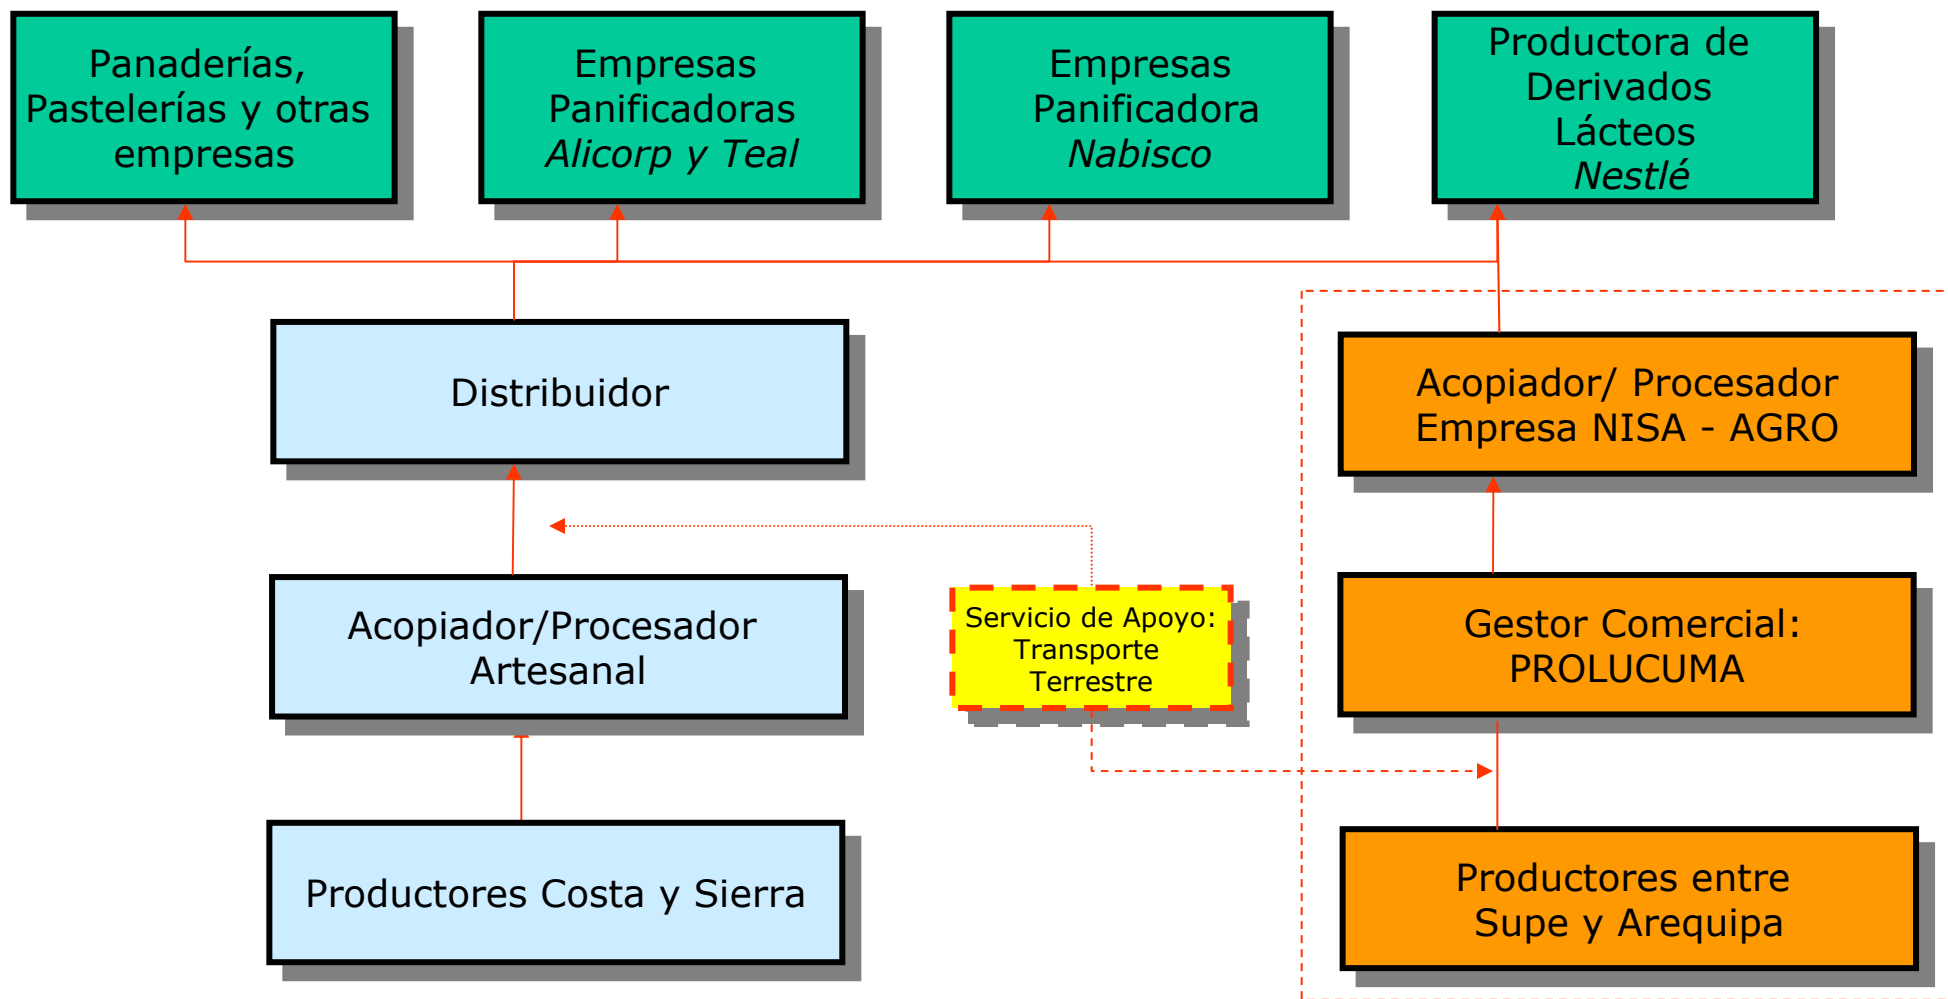 Panaderías,
Pastelerías y otras
empresas
Empresas
Panificadoras
Alicorp y Teal
Empresas
Panificadora
Nabisco
Productora de
Derivados
Lácteos
Nestlé
Distribuidor
Acopiador/ Procesador
Empresa NISA - AGRO
Acopiador/Procesador
Artesanal
Servicio de Apoyo:
Transporte
Terrestre
Gestor Comercial:
PROLUCUMA
Productores Costa y Sierra
Productores entre
Supe y Arequipa